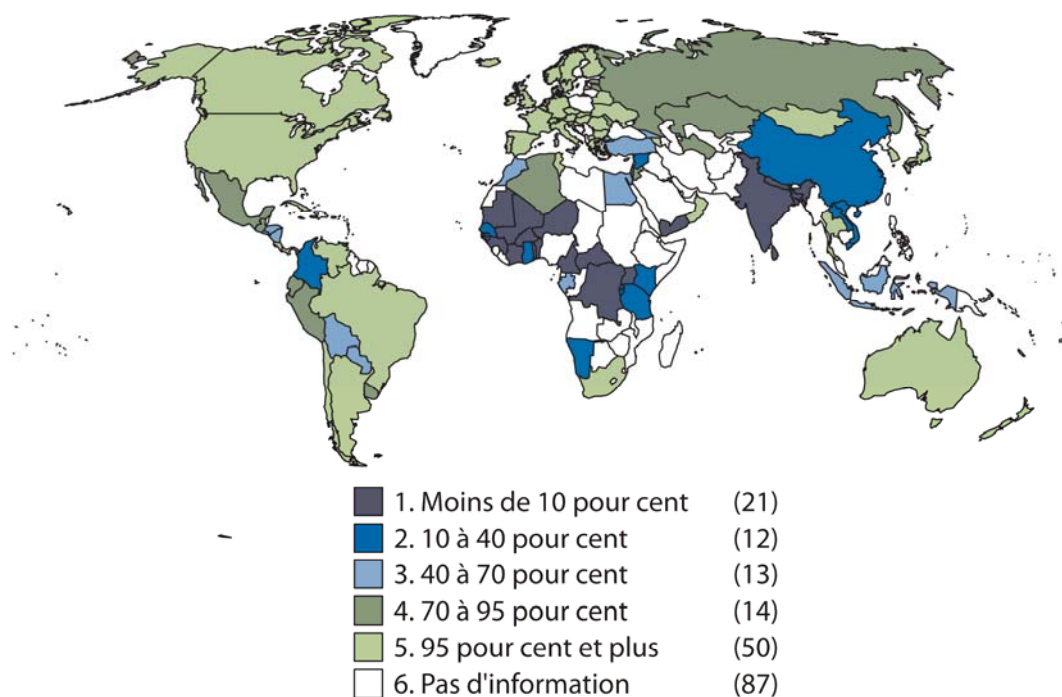 1. Moins de 10 pour cent (21)
2. 10 à 40 pour cent (12)
3. 40 à 70 pour cent (13)
4. 70 à 95 pour cent (14)
5. 95 pour cent et plus (50)
6. Pas d'information (87)